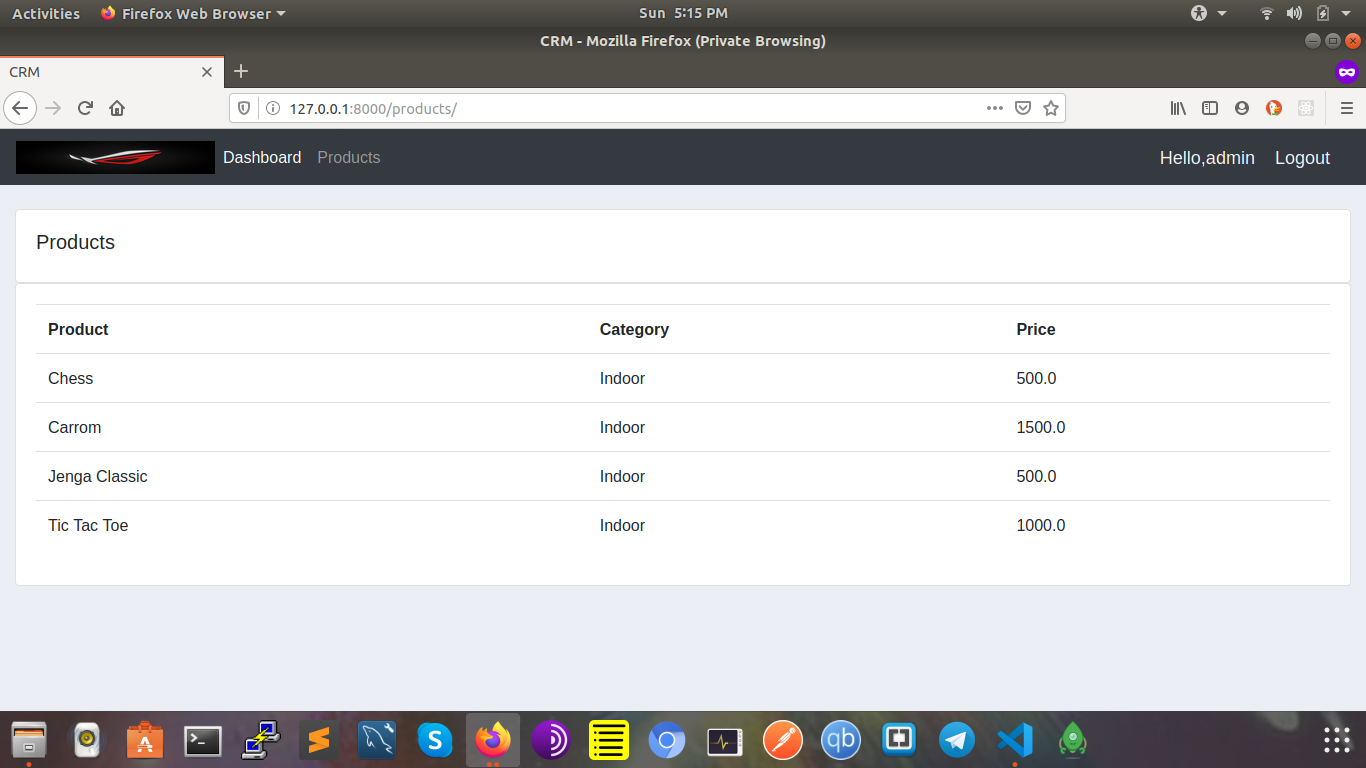 Activities Firefox Web Browser Sun 5:15 PM
CRM - Mozilla Firefox (Private Browsing)
CRM
127.0.0.1:8000/products/
Dashboard Products Hello,admin Logout
Products
Product Category Price
Chess Indoor 500.0
Carrom Indoor 1500.0
Jenga Classic Indoor 500.0
Tic Tac Toe Indoor 1000.0
S qb